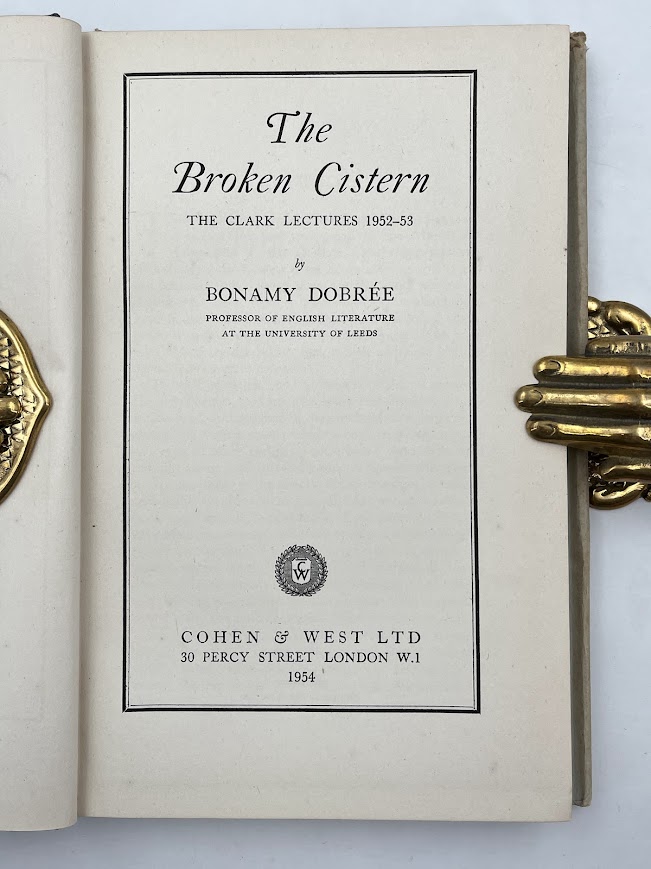 The
Broken Cistern
THE CLARK LECTURES 1952–53
by
BONAMY DOBRÉE
PROFESSOR OF ENGLISH LITERATURE
AT THE UNIVERSITY OF LEEDS
C
W
COHEN & WEST LTD
30 PERCY STREET LONDON W.1
1954